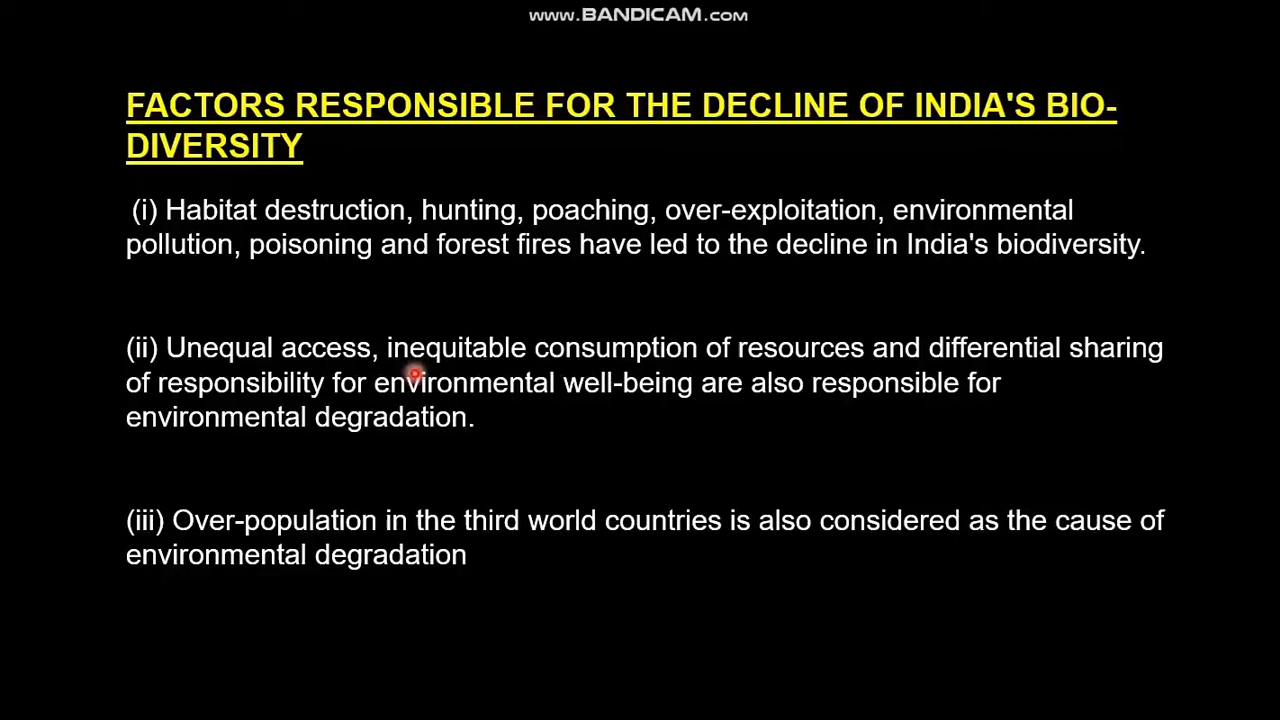 www.BANDICAM.com
FACTORS RESPONSIBLE FOR THE DECLINE OF INDIA'S BIO-
DIVERSITY
(i) Habitat destruction, hunting, poaching, over-exploitation, environmental
pollution, poisoning and forest fires have led to the decline in India's biodiversity.
(ii) Unequal access, inequitable consumption of resources and differential sharing
of responsibility for environmental well-being are also responsible for
environmental degradation.
(iii) Over-population in the third world countries is also considered as the cause of
environmental degradation